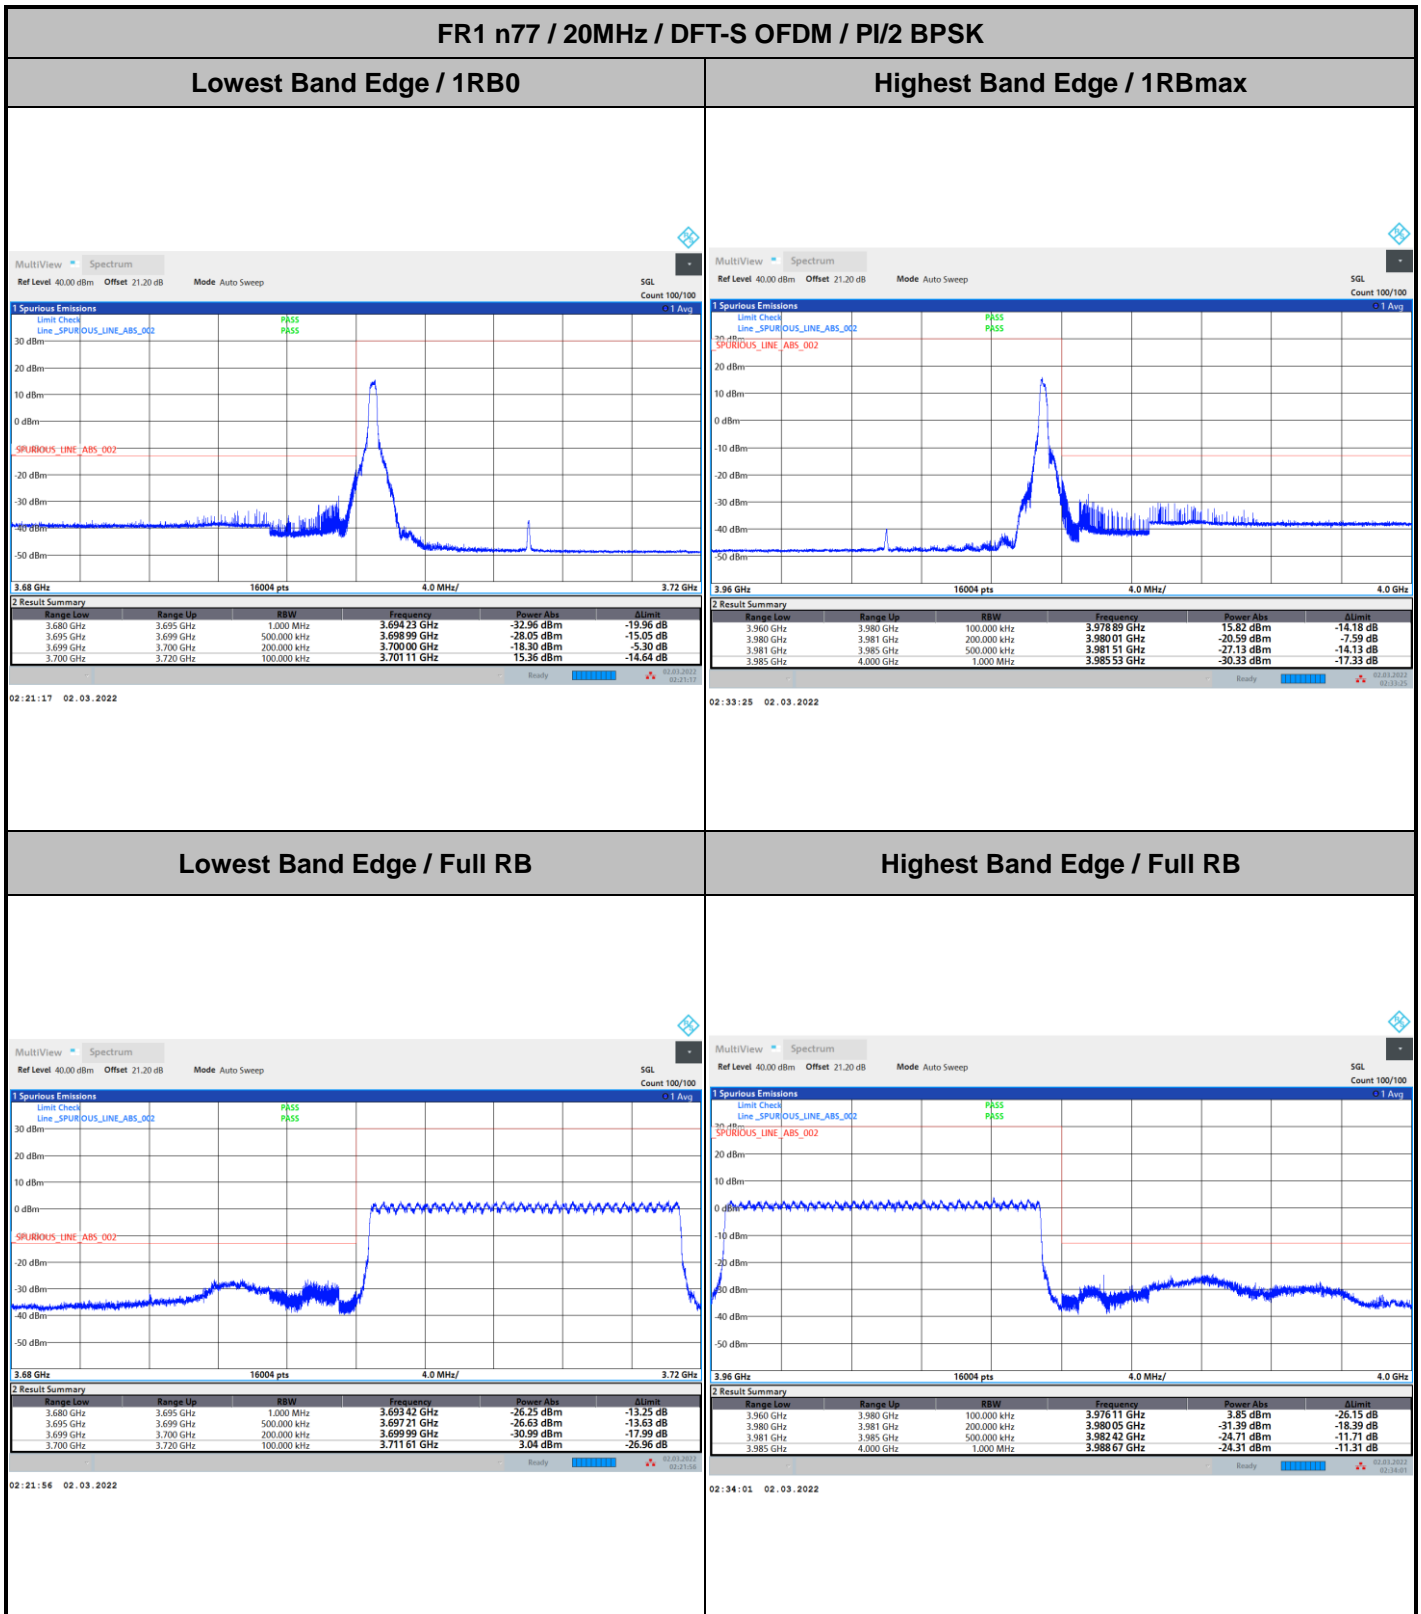 FR1 n77 / 20MHz / DFT-S OFDM / PI/2 BPSK
Lowest Band Edge / 1RB0
Highest Band Edge / 1RBmax
MultiView Spectrum
Ref Level 40.00 dBm Offset 21.20 dB Mode Auto Sweep SGL
Count 100/100
1 Spurious Emissions 1 Avg
Limit Check PASS
Line _SPURIOUS_LINE_ABS_002 PASS
30 dBm
20 dBm
10 dBm
0 dBm
_SPURIOUS_LINE_ABS_002
-20 dBm
-30 dBm
-40 dBm
-50 dBm
3.68 GHz 16004 pts 4.0 MHz/ 3.72 GHz
2 Result Summary
Range Low Range Up RBW Frequency Power Abs ΔLimit
3.680 GHz 3.695 GHz 1.000 MHz 3.694 23 GHz -32.96 dBm -19.96 dB
3.695 GHz 3.699 GHz 500.000 kHz 3.698 99 GHz -28.05 dBm -15.05 dB
3.699 GHz 3.700 GHz 200.000 kHz 3.700 00 GHz -18.30 dBm -5.30 dB
3.700 GHz 3.720 GHz 100.000 kHz 3.701 11 GHz 15.36 dBm -14.64 dB
Ready 02.03.2022
02:21:17
02:21:17 02.03.2022
MultiView Spectrum
Ref Level 40.00 dBm Offset 21.20 dB Mode Auto Sweep SGL
Count 100/100
1 Spurious Emissions 1 Avg
Limit Check PASS
Line _SPURIOUS_LINE_ABS_002 PASS
30 dBm
_SPURIOUS_LINE_ABS_002
20 dBm
10 dBm
0 dBm
-10 dBm
-20 dBm
-30 dBm
-40 dBm
-50 dBm
3.96 GHz 16004 pts 4.0 MHz/ 4.0 GHz
2 Result Summary
Range Low Range Up RBW Frequency Power Abs ΔLimit
3.960 GHz 3.980 GHz 100.000 kHz 3.978 89 GHz 15.82 dBm -14.18 dB
3.980 GHz 3.981 GHz 200.000 kHz 3.980 01 GHz -20.59 dBm -7.59 dB
3.981 GHz 3.985 GHz 500.000 kHz 3.981 51 GHz -27.13 dBm -14.13 dB
3.985 GHz 4.000 GHz 1.000 MHz 3.985 53 GHz -30.33 dBm -17.33 dB
Ready 02.03.2022
02:33:25
02:33:25 02.03.2022
Lowest Band Edge / Full RB
Highest Band Edge / Full RB
MultiView Spectrum
Ref Level 40.00 dBm Offset 21.20 dB Mode Auto Sweep SGL
Count 100/100
1 Spurious Emissions 1 Avg
Limit Check PASS
Line _SPURIOUS_LINE_ABS_002 PASS
30 dBm
20 dBm
10 dBm
0 dBm
_SPURIOUS_LINE_ABS_002
-20 dBm
-30 dBm
-40 dBm
-50 dBm
3.68 GHz 16004 pts 4.0 MHz/ 3.72 GHz
2 Result Summary
Range Low Range Up RBW Frequency Power Abs ΔLimit
3.680 GHz 3.695 GHz 1.000 MHz 3.693 42 GHz -26.25 dBm -13.25 dB
3.695 GHz 3.699 GHz 500.000 kHz 3.697 21 GHz -26.63 dBm -13.63 dB
3.699 GHz 3.700 GHz 200.000 kHz 3.699 99 GHz -30.99 dBm -17.99 dB
3.700 GHz 3.720 GHz 100.000 kHz 3.711 61 GHz 3.04 dBm -26.96 dB
Ready 02.03.2022
02:21:56
02:21:56 02.03.2022
MultiView Spectrum
Ref Level 40.00 dBm Offset 21.20 dB Mode Auto Sweep SGL
Count 100/100
1 Spurious Emissions 1 Avg
Limit Check PASS
Line _SPURIOUS_LINE_ABS_002 PASS
30 dBm
_SPURIOUS_LINE_ABS_002
20 dBm
10 dBm
0 dBm
-10 dBm
-20 dBm
-30 dBm
-40 dBm
-50 dBm
3.96 GHz 16004 pts 4.0 MHz/ 4.0 GHz
2 Result Summary
Range Low Range Up RBW Frequency Power Abs ΔLimit
3.960 GHz 3.980 GHz 100.000 kHz 3.976 11 GHz 3.85 dBm -26.15 dB
3.980 GHz 3.981 GHz 200.000 kHz 3.980 05 GHz -31.39 dBm -18.39 dB
3.981 GHz 3.985 GHz 500.000 kHz 3.982 42 GHz -24.71 dBm -11.71 dB
3.985 GHz 4.000 GHz 1.000 MHz 3.988 67 GHz -24.31 dBm -11.31 dB
Ready 02.03.2022
02:34:01
02:34:01 02.03.2022